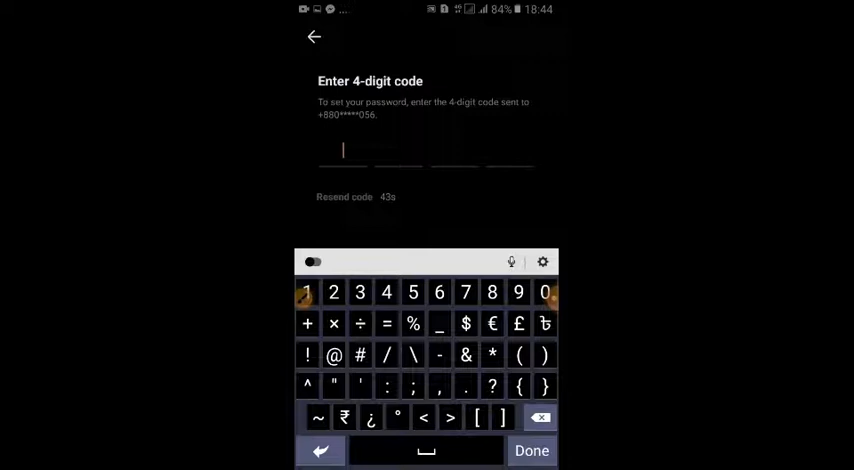 ... 84% 18:44
Enter 4-digit code
To set your password, enter the 4-digit code sent to
+880*****056.
Resend code 43s
1 2 3 4 5 6 7 8 9 0
+ × ÷ = % _ $ € £ ৳
! @ # / \ - & * ( )
^ " ' : ; , . ? { }
~ ₹ ¿ ° < > [ ]
Done